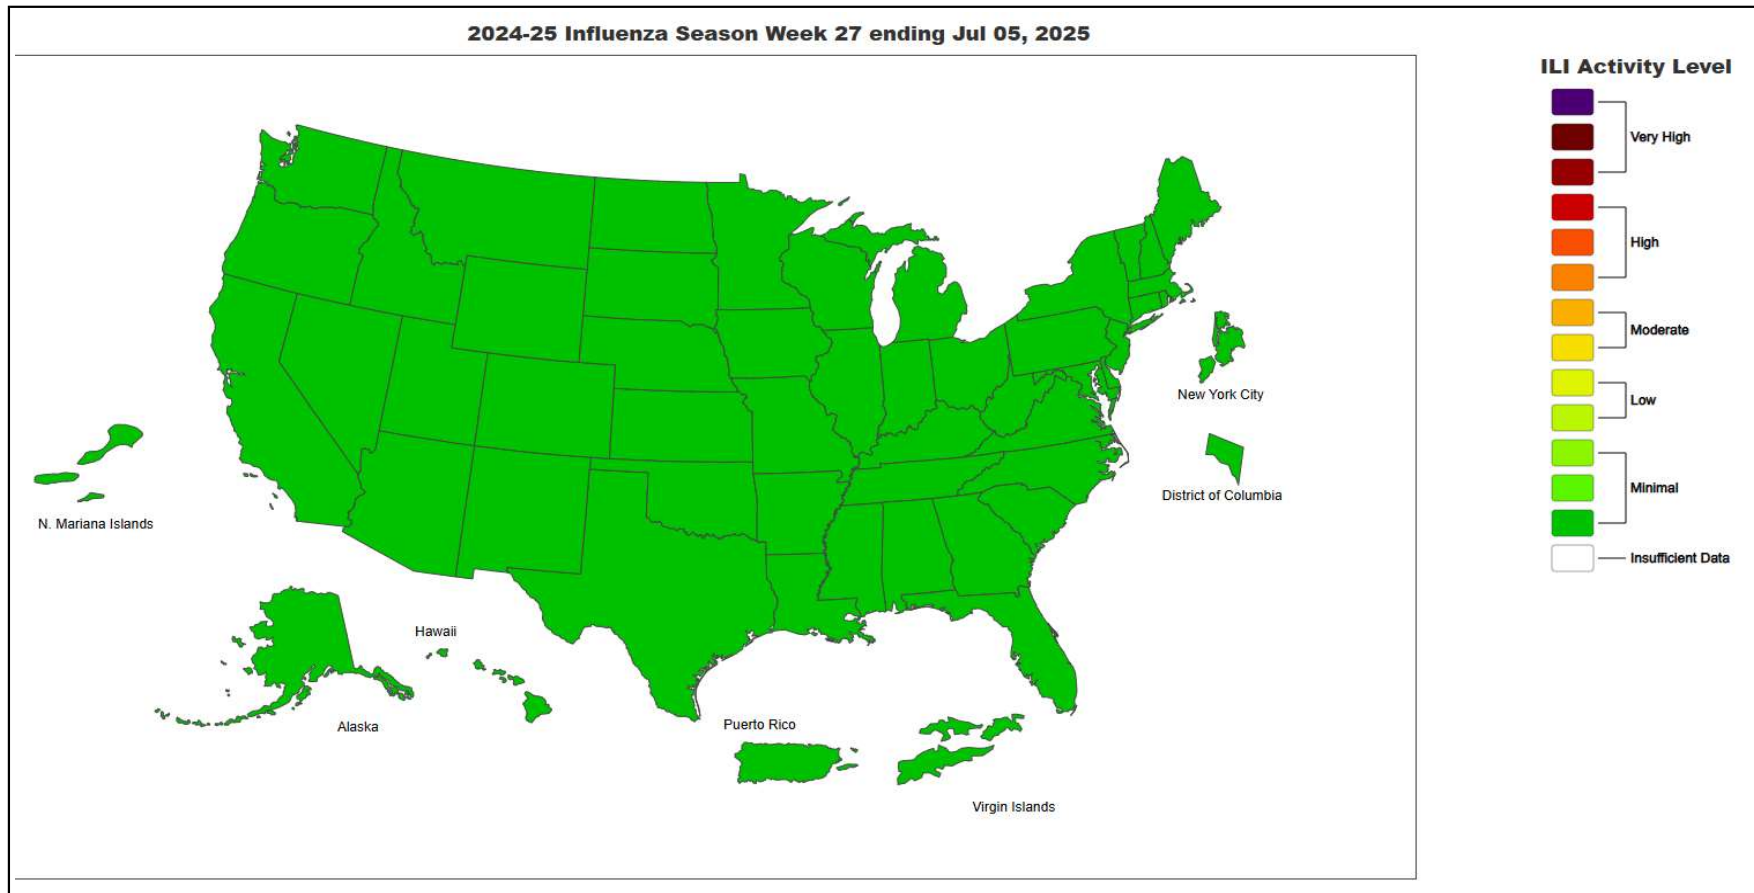 2024-25 Influenza Season Week 27 ending Jul 05, 2025
ILI Activity Level
Very High
High
Moderate
Low
Minimal
Insufficient Data
New York City
District of Columbia
N. Mariana Islands
Hawaii
Alaska
Puerto Rico
Virgin Islands